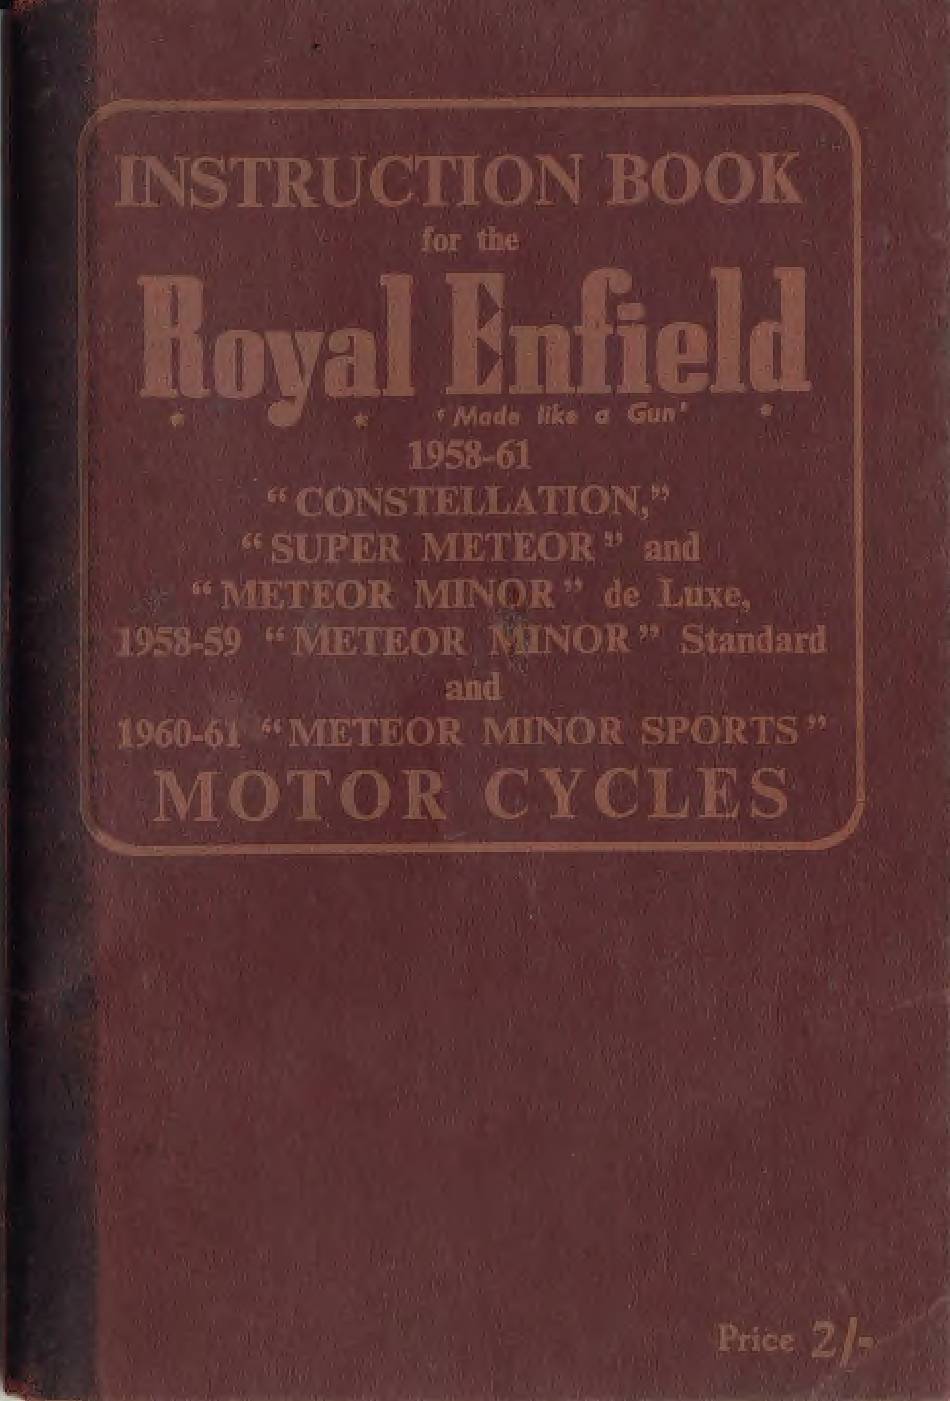 INSTRUCTION BOOK
for the
Royal Enfield
‘Made like a Gun’
1958-61
“CONSTELLATION,”
“SUPER METEOR” and
“METEOR MINOR” de Luxe,
1958-59 “METEOR MINOR” Standard
and
1960-61 “METEOR MINOR SPORTS”
MOTOR CYCLES
Price 2/-